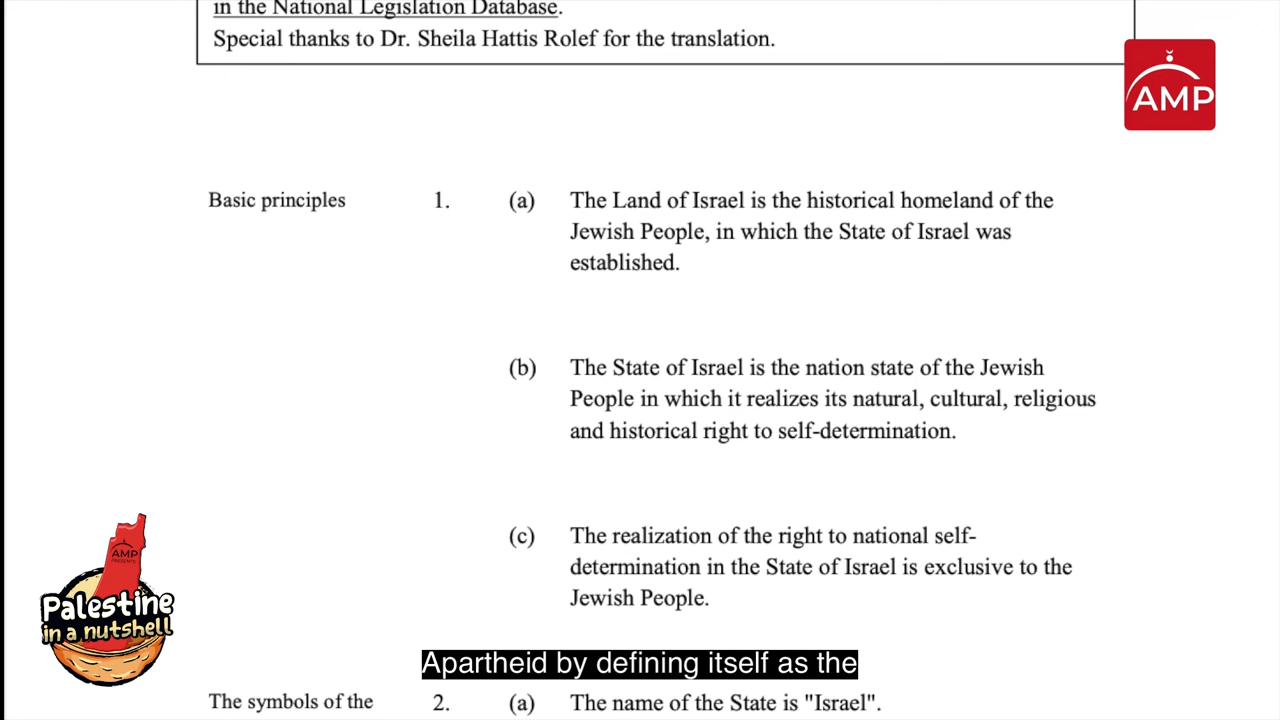 in the National Legislation Database.
Special thanks to Dr. Sheila Hattis Rolef for the translation.
AMP
Basic principles 1. (a) The Land of Israel is the historical homeland of the
Jewish People, in which the State of Israel was
established.
(b) The State of Israel is the nation state of the Jewish
People in which it realizes its natural, cultural, religious
and historical right to self-determination.
(c) The realization of the right to national self-
determination in the State of Israel is exclusive to the
Jewish People.
AMP
PRESENTS
Palestine
in a nutshell
Apartheid by defining itself as the
The symbols of the 2. (a) The name of the State is "Israel".